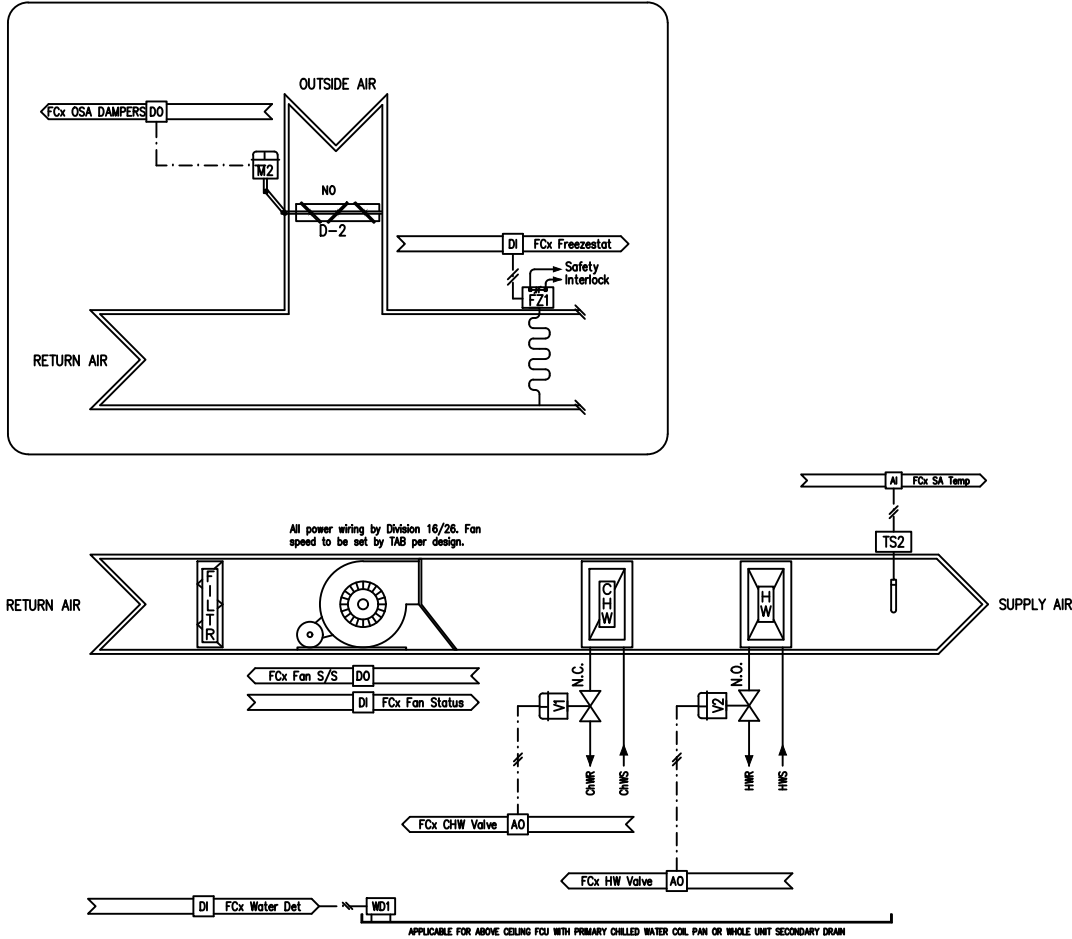 OUTSIDE AIR
FCx OSA DAMPERS DO
M2
NO
D-2
DI FCx Freezestat
Safety
Interlock
FZ1
RETURN AIR
AI FCx SA Temp
All power wiring by Division 16/26. Fan
speed to be set by TAB per design.
TS2
RETURN AIR
FILTR
CHW
HW
SUPPLY AIR
FCx Fan S/S DO
DI FCx Fan Status
N.C.
N.O.
V1
V2
ChWR
ChWS
HWR
HWS
FCx CHW Valve AO
FCx HW Valve AO
DI FCx Water Det
WD1
APPLICABLE FOR ABOVE CEILING FCU WITH PRIMARY CHILLED WATER COIL PAN OR WHOLE UNIT SECONDARY DRAIN